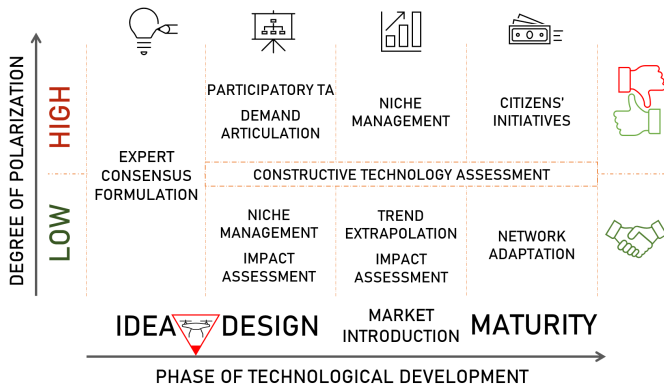 DEGREE OF POLARIZATION
HIGH
LOW
EXPERT
CONSENSUS
FORMULATION
PARTICIPATORY TA
DEMAND
ARTICULATION
NICHE
MANAGEMENT
CITIZENS'
INITIATIVES
CONSTRUCTIVE TECHNOLOGY ASSESSMENT
NICHE
MANAGEMENT
IMPACT
ASSESSMENT
TREND
EXTRAPOLATION
IMPACT
ASSESSMENT
NETWORK
ADAPTATION
IDEA
DESIGN
MARKET
INTRODUCTION
MATURITY
PHASE OF TECHNOLOGICAL DEVELOPMENT